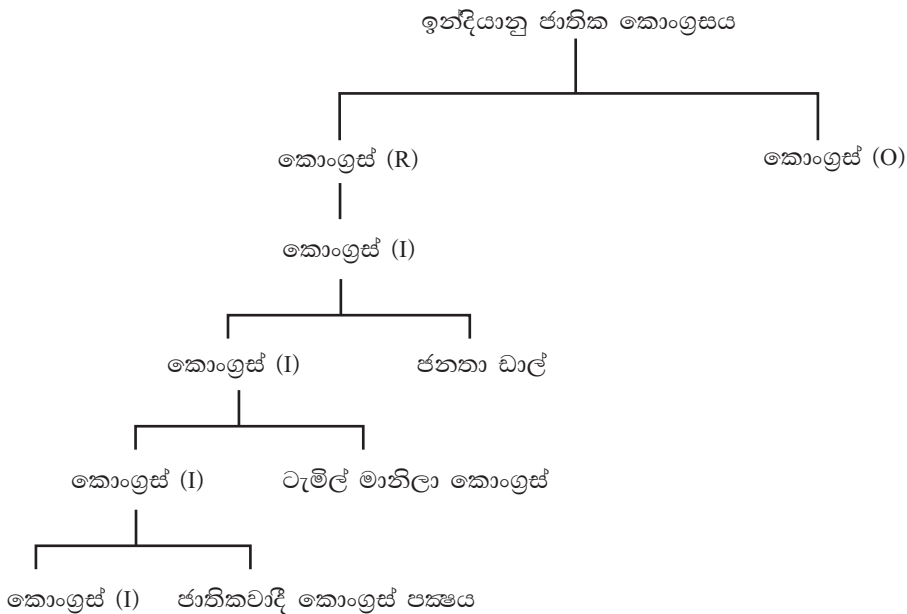 ඉන්දියානු ජාතික කොංග්‍රසය
කොංග්‍රස් (R) කොංග්‍රස් (O)
කොංග්‍රස් (I)
කොංග්‍රස් (I) ජනතා ඩාල්
කොංග්‍රස් (I) ටැමිල් මානිලා කොංග්‍රස්
කොංග්‍රස් (I) ජාතිකවාදී කොංග්‍රස් පක්‍ෂය